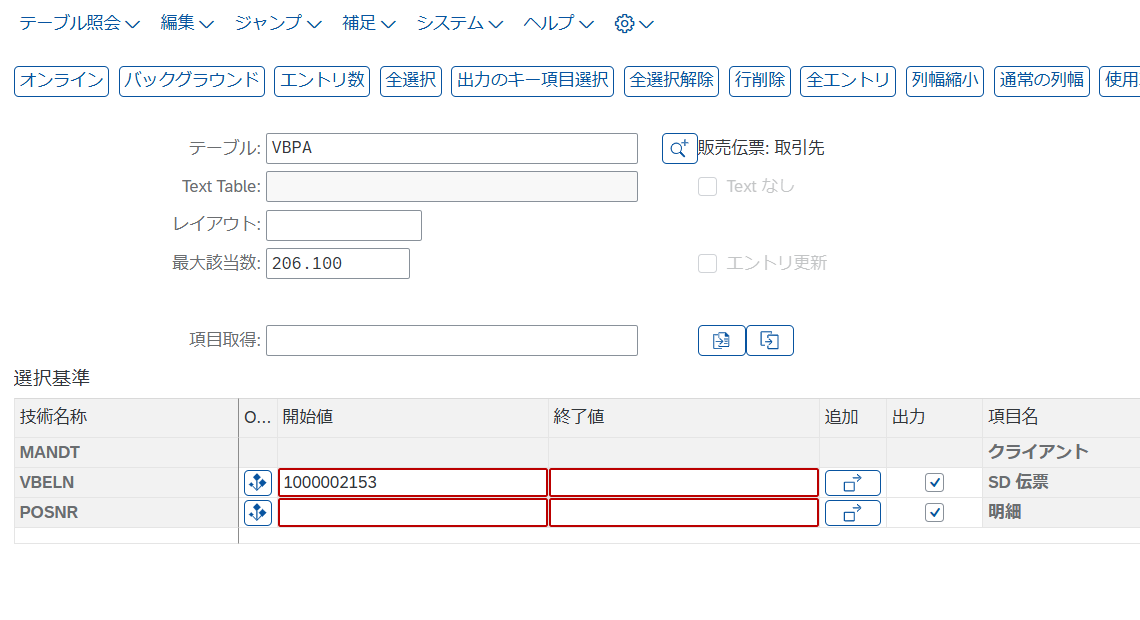 テーブル照会 編集 ジャンプ 補足 システム ヘルプ
オンライン バックグラウンド エントリ数 全選択 出力のキー項目選択 全選択解除 行削除 全エントリ 列幅縮小 通常の列幅 使用
テーブル: VBPA 販売伝票: 取引先
Text Table: Text なし
レイアウト:
最大該当数: 206.100 エントリ更新
項目取得:
選択基準
技術名称 O... 開始値 終了値 追加 出力 項目名
MANDT クライアント
VBELN 1000002153 SD 伝票
POSNR 明細